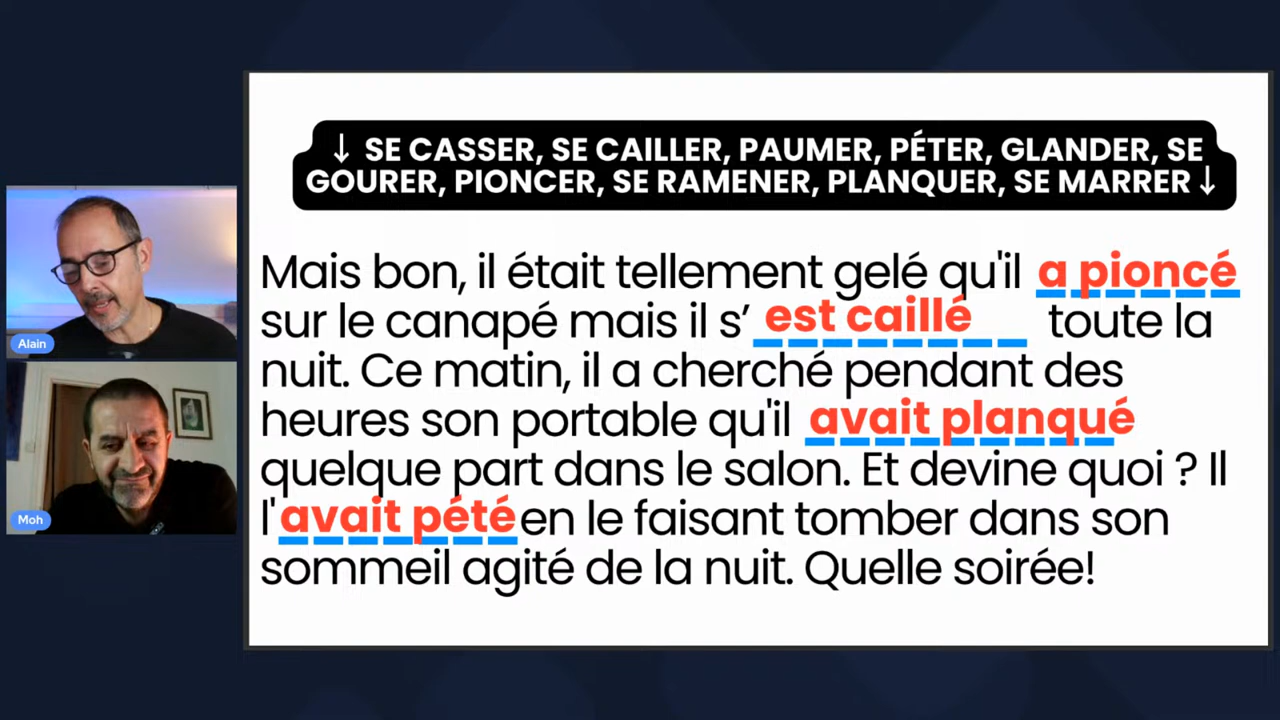 ↓ SE CASSER, SE CAILLER, PAUMER, PÉTER, GLANDER, SE
GOURER, PIONCER, SE RAMENER, PLANQUER, SE MARRER↓
Mais bon, il était tellement gelé qu'il a pioncé
sur le canapé mais il s’ est caillé toute la
nuit. Ce matin, il a cherché pendant des
heures son portable qu'il avait planqué
quelque part dans le salon. Et devine quoi ? Il
l'avait pété en le faisant tomber dans son
sommeil agité de la nuit. Quelle soirée!
Alain
Moh